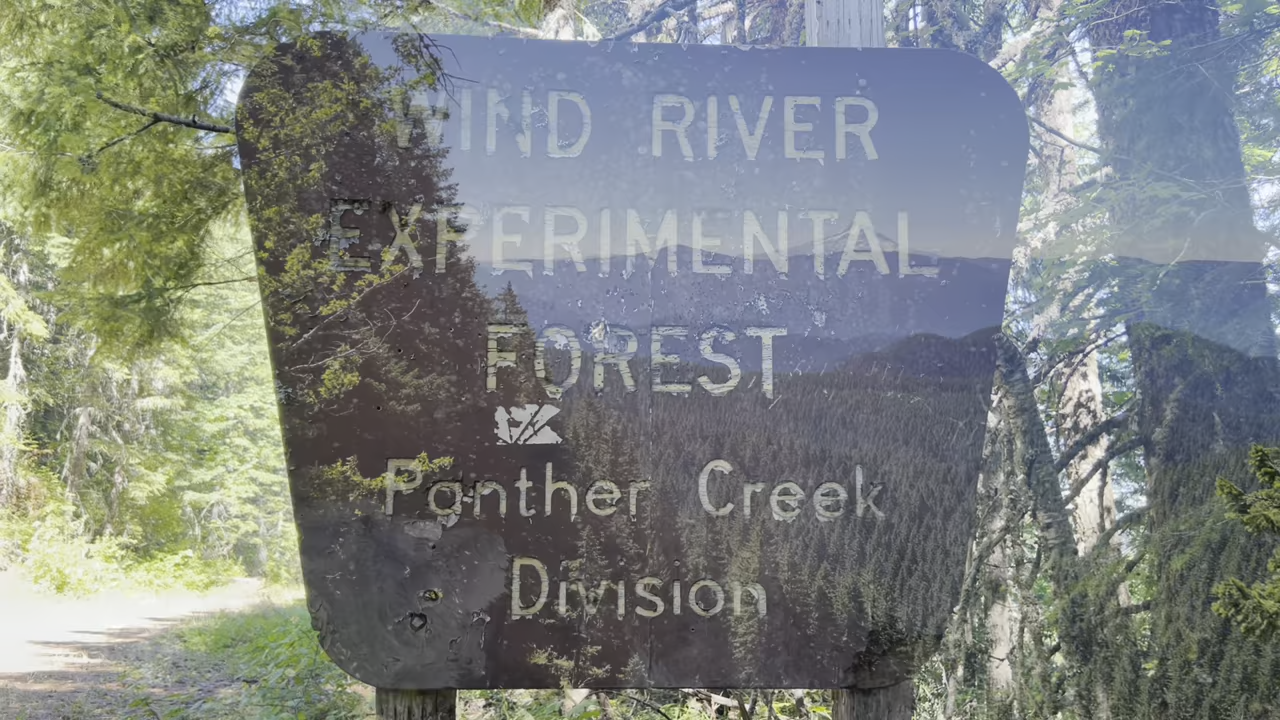 WIND RIVER
EXPERIMENTAL
FOREST
Panther Creek
Division